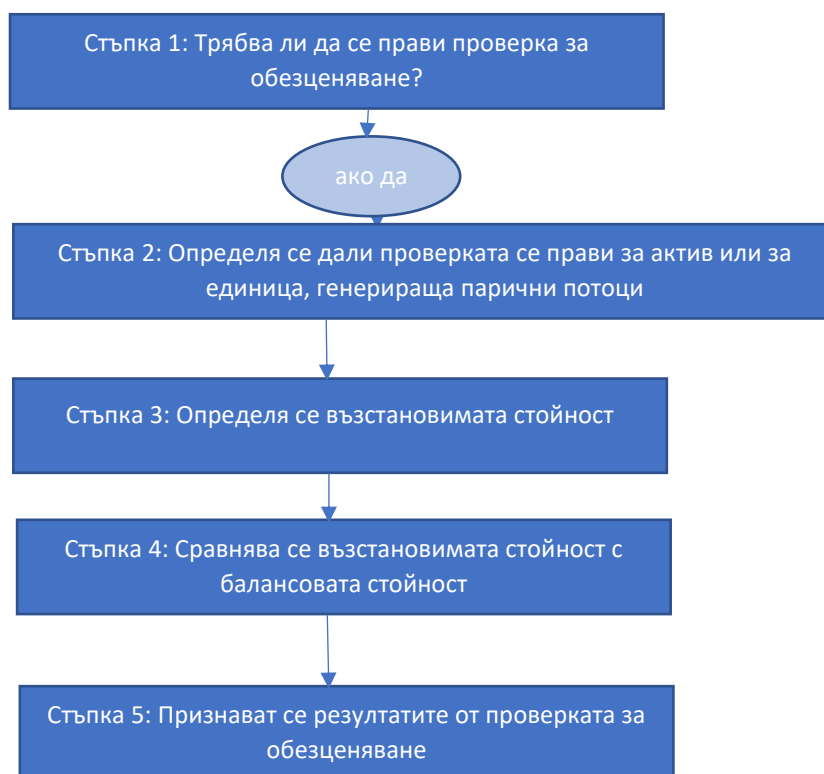 Стъпка 1: Трябва ли да се прави проверка за
обезценяване?
ако да
Стъпка 2: Определя се дали проверката се прави за актив или за
единица, генерираща парични потоци
Стъпка 3: Определя се възстановимата стойност
Стъпка 4: Сравнява се възстановимата стойност с
балансовата стойност
Стъпка 5: Признават се резултатите от проверката за
обезценяване